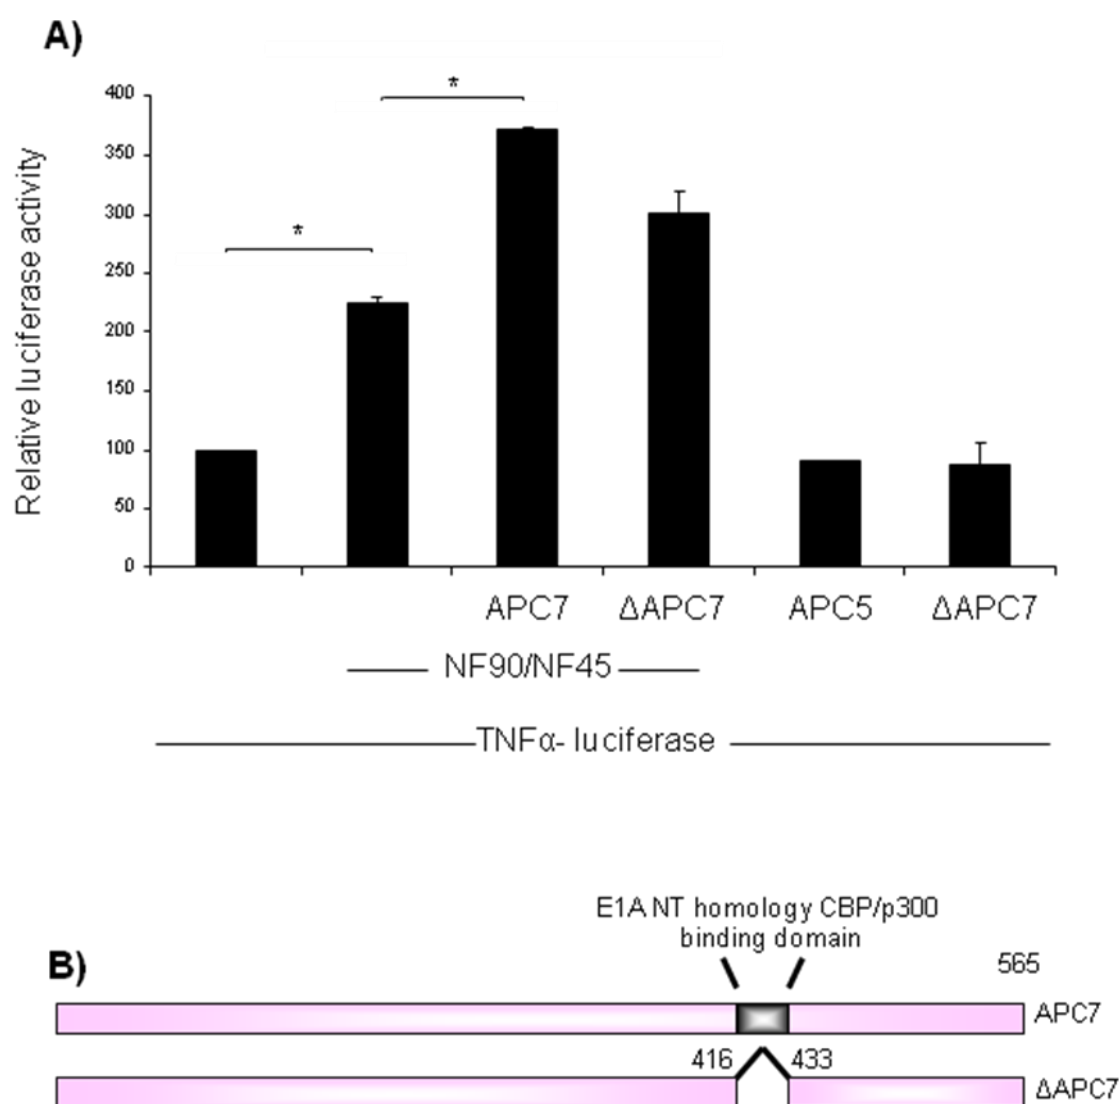 A)
*
*
400
350
300
250
200
150
100
50
0
Relative luciferase activity
APC7 ΔAPC7 APC5 ΔAPC7
NF90/NF45
TNFα- luciferase
E1A NT homology CBP/p300
binding domain
B)
565
APC7
416 433
ΔAPC7